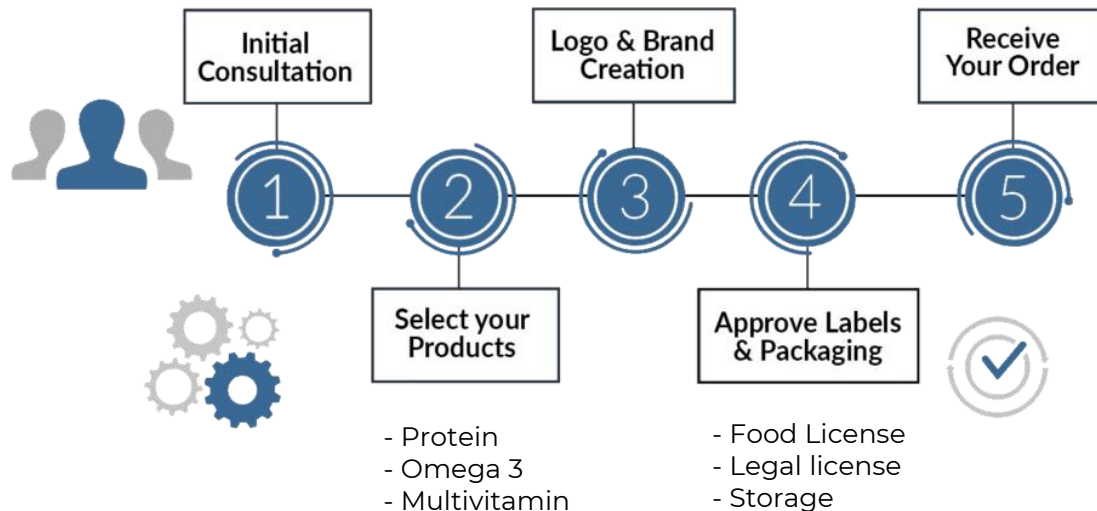 Initial
Consultation
Logo & Brand
Creation
Receive
Your Order
1
2
3
4
5
Select your
Products
Approve Labels
& Packaging
- Protein
- Omega 3
- Multivitamin
- Food License
- Legal license
- Storage